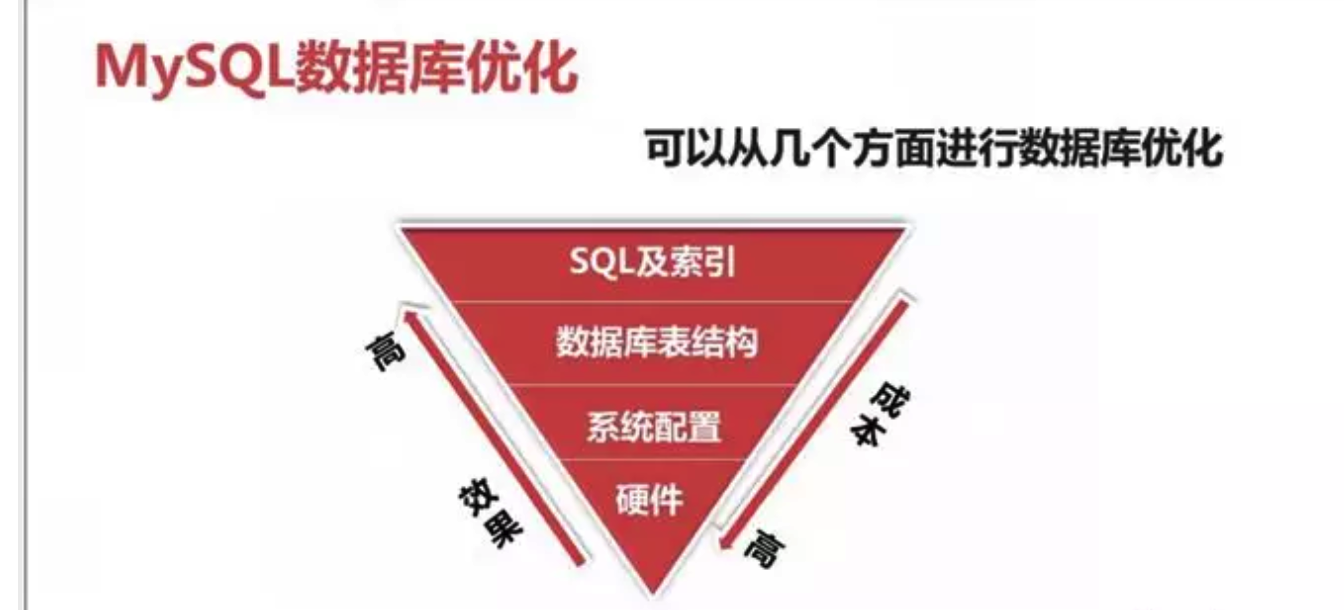 MySQL数据库优化
可以从几个方面进行数据库优化
SQL及索引
数据库表结构
系统配置
硬件
高
效果
成本
高